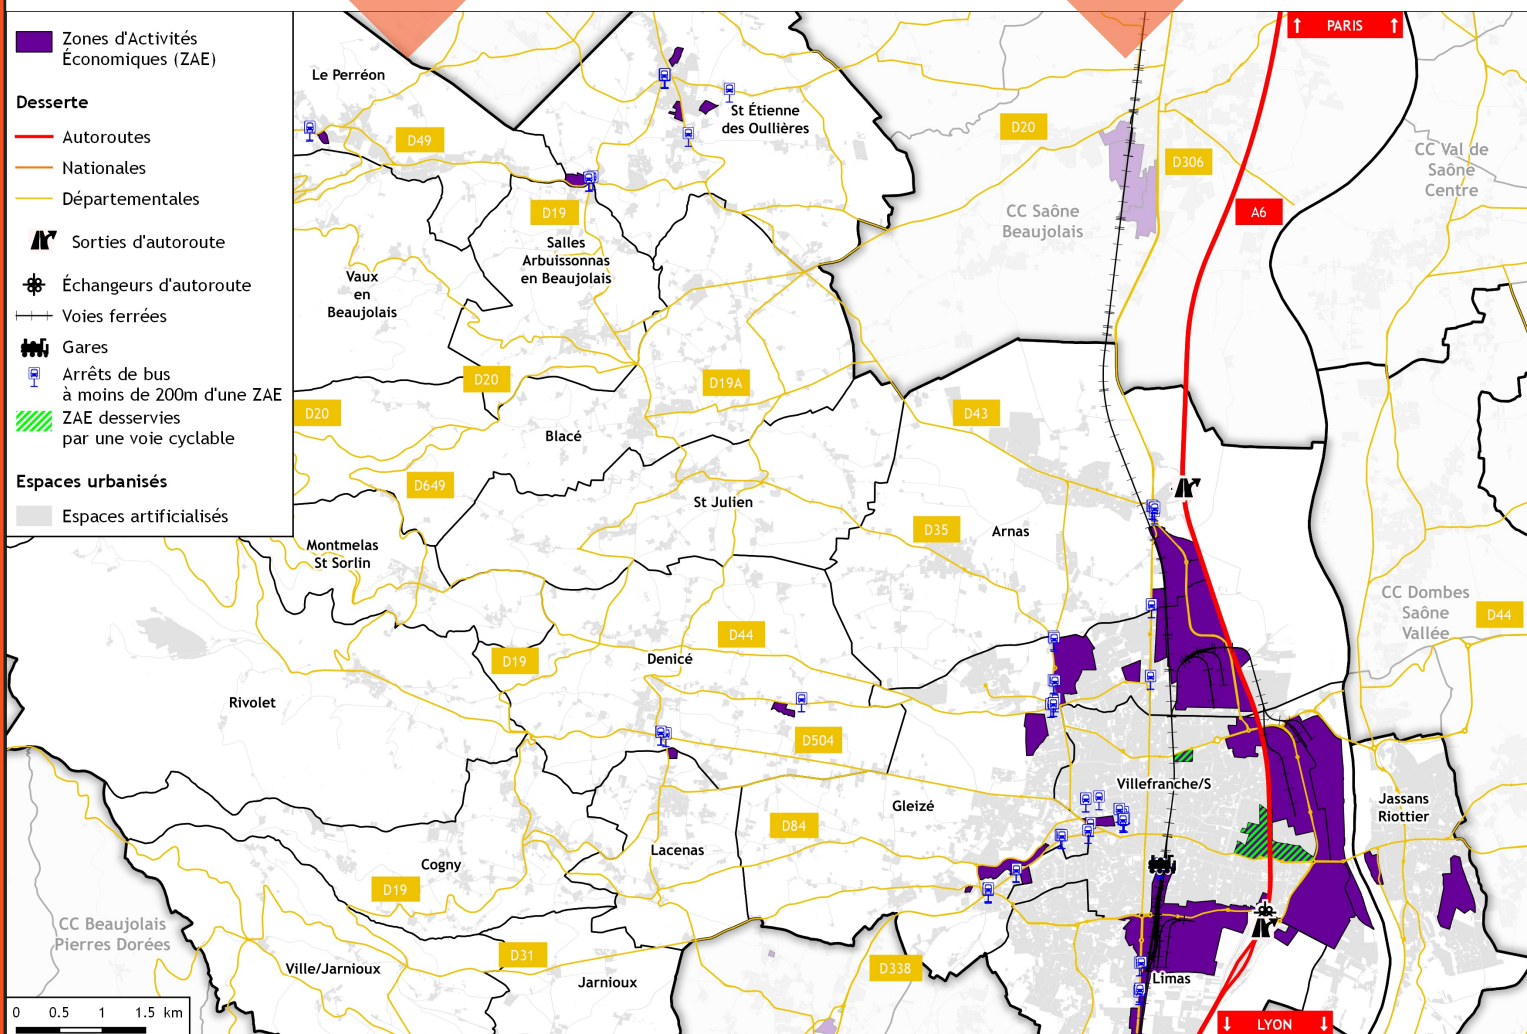 Zones d'Activités
Économiques (ZAE)
Desserte
Autoroutes
Nationales
Départementales
Sorties d'autoroute
Échangeurs d'autoroute
Voies ferrées
Gares
Arrêts de bus
à moins de 200m d'une ZAE
ZAE desservies
par une voie cyclable
Espaces urbanisés
Espaces artificialisés
↑ PARIS ↑
Le Perréon
St Étienne
des Oullières
D49
D20
D306
CC Val de
Saône
Centre
D19
A6
CC Saône
Beaujolais
Salles
Arbuissonnas
en Beaujolais
Vaux
en
Beaujolais
D20
D19A
D20
D43
Blacé
D649
St Julien
D35
Arnas
Montmelas
St Sorlin
CC Dombes
Saône
Vallée
D44
D44
D19
Denicé
Rivolet
D504
Villefranche/S
Jassans
Riottier
Gleizé
D84
Lacenas
Cogny
D19
CC Beaujolais
Pierres Dorées
D31
Ville/Jarnioux
D338
Jarnioux
Limas
0 0.5 1 1.5 km
↓ LYON ↓